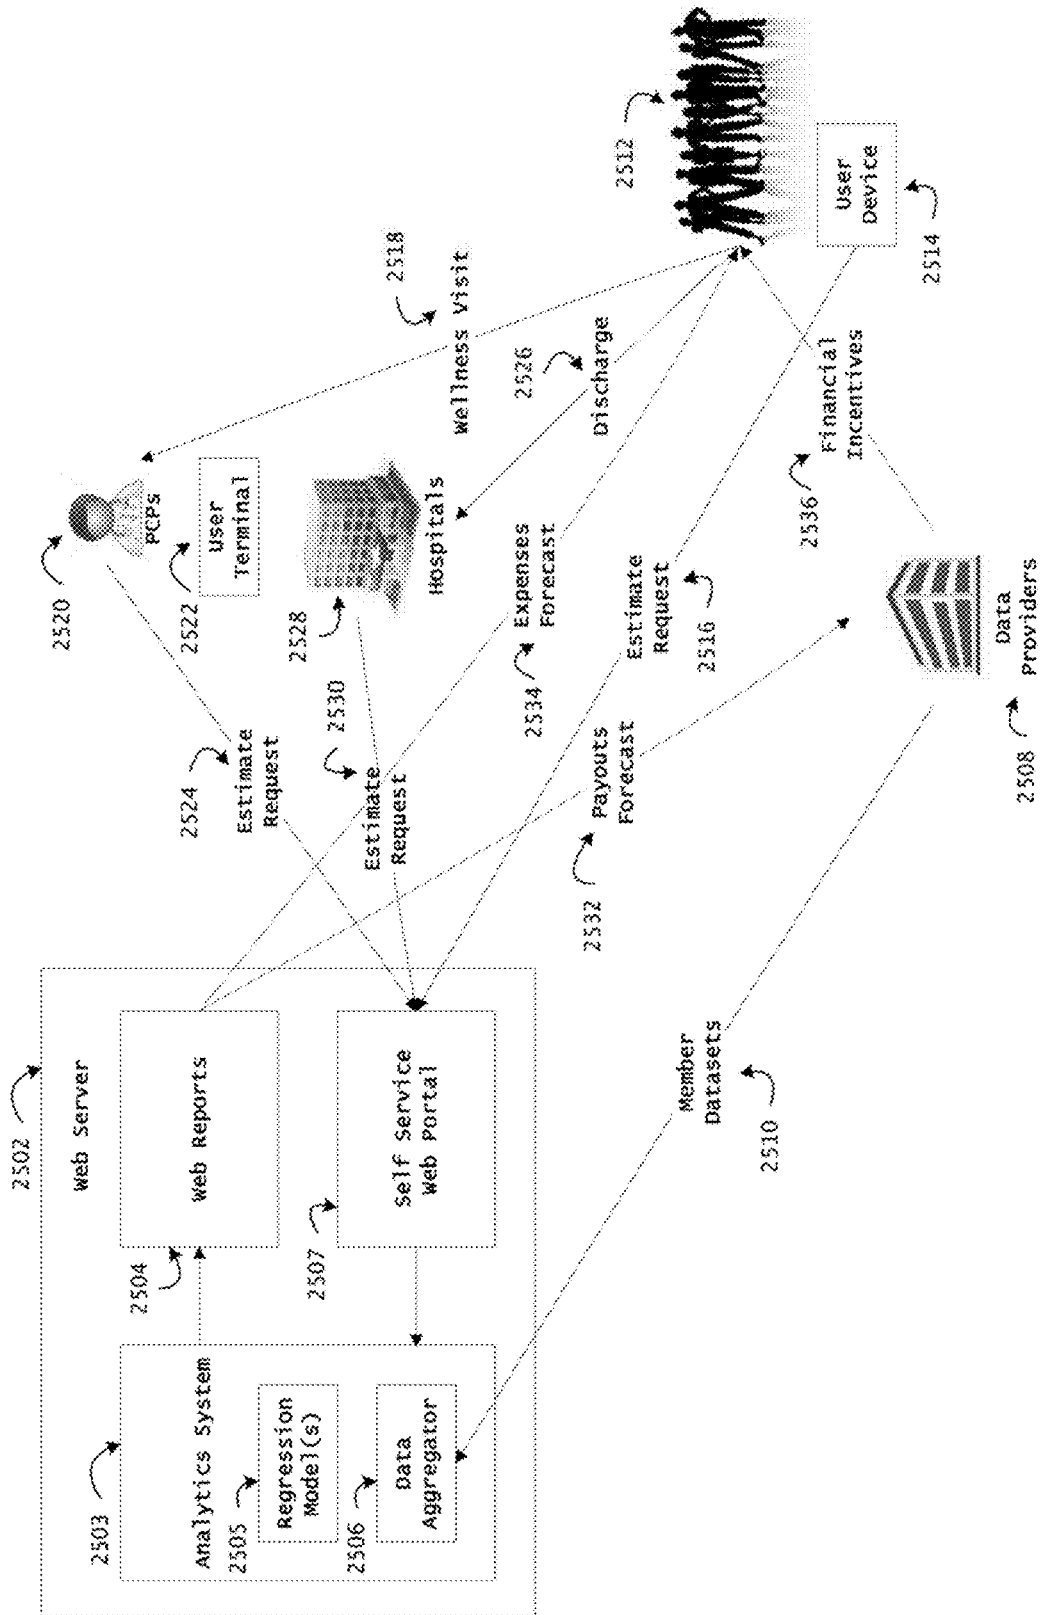 2502
Web Server
2503
Analytics System
2505
Regression
Model(s)
2506
Data
Aggregator
2504
Web Reports
2507
Self Service
Web Portal
2520
PCPs
2522
User
Terminal
2524
Estimate
Request
2528
Hospitals
2530
Estimate
Request
2518
Wellness Visit
2526
Discharge
2534
Expenses
Forecast
2516
Estimate
Request
2532
Payouts
Forecast
2512
User
Device
2514
2536
Financial
Incentives
Member
Datasets
2510
Data
Providers
2508